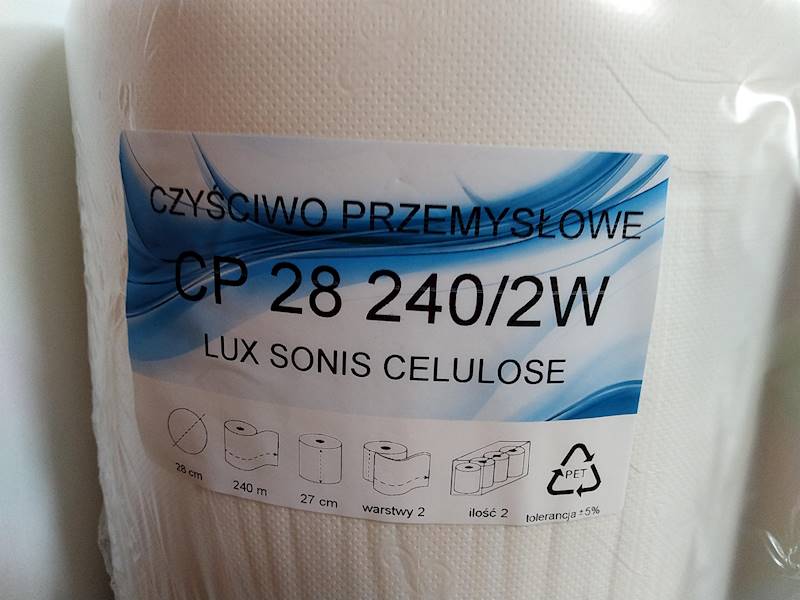 CZYŚCIWO PRZEMYSŁOWE
CP 28 240/2W
LUX SONIS CELULOSE
28 cm
240 m
27 cm
warstwy 2
ilość 2
PET
tolerancja ±5%